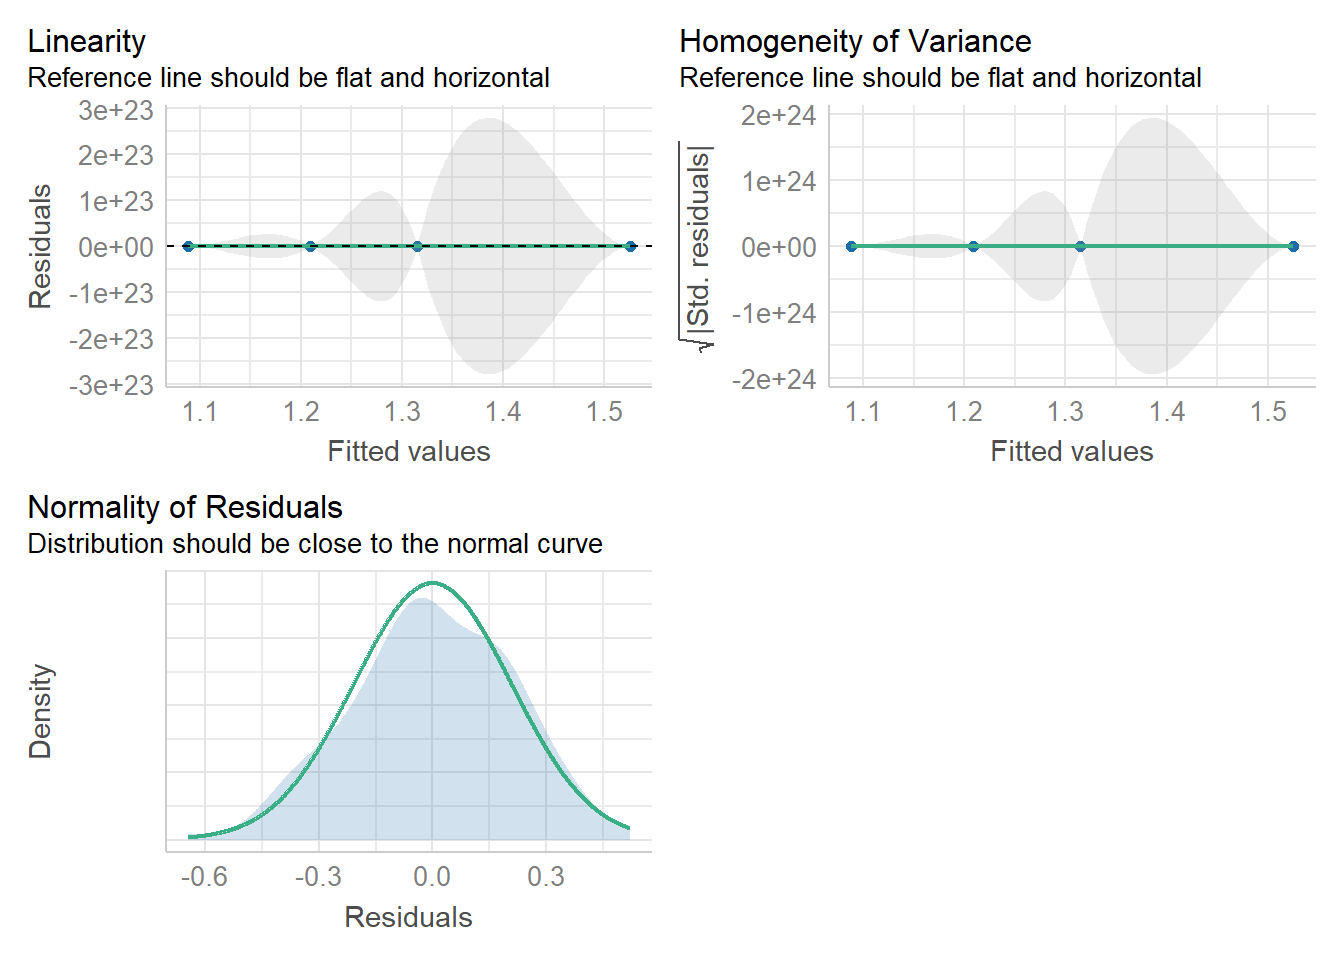 Linearity
Reference line should be flat and horizontal
3e+23
2e+23
1e+23
0e+00
-1e+23
-2e+23
-3e+23
Residuals
1.1 1.2 1.3 1.4 1.5
Fitted values
Homogeneity of Variance
Reference line should be flat and horizontal
2e+24
1e+24
0e+00
-1e+24
-2e+24
√|Std. residuals|
1.1 1.2 1.3 1.4 1.5
Fitted values
Normality of Residuals
Distribution should be close to the normal curve
Density
-0.6 -0.3 0.0 0.3
Residuals